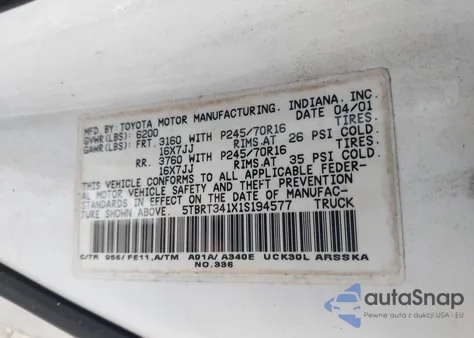 MFD. BY: TOYOTA MOTOR MANUFACTURING, INDIANA, INC.
GVWR (LBS): 6200 04/01
GAWR (LBS): FRT. 3160 WITH P245/70R16 TIRES.
16X7JJ RIMS.AT 26 PSI COLD.
RR. 3760 WITH P245/70R16 TIRES.
16X7JJ RIMS.AT 35 PSI COLD.
THIS VEHICLE CONFORMS TO ALL APPLICABLE FEDER-
AL MOTOR VEHICLE SAFETY AND THEFT PREVENTION
STANDARDS IN EFFECT ON THE DATE OF MANUFAC-
TURE SHOWN ABOVE. 5TBRT341X1S194577 TRUCK
C/TR 056/FE11,A/TM A01A/A340E UCK30L ARSSKA
NO.336
autoSnap
Pewne auto z dostawą z aukcji USA i EU